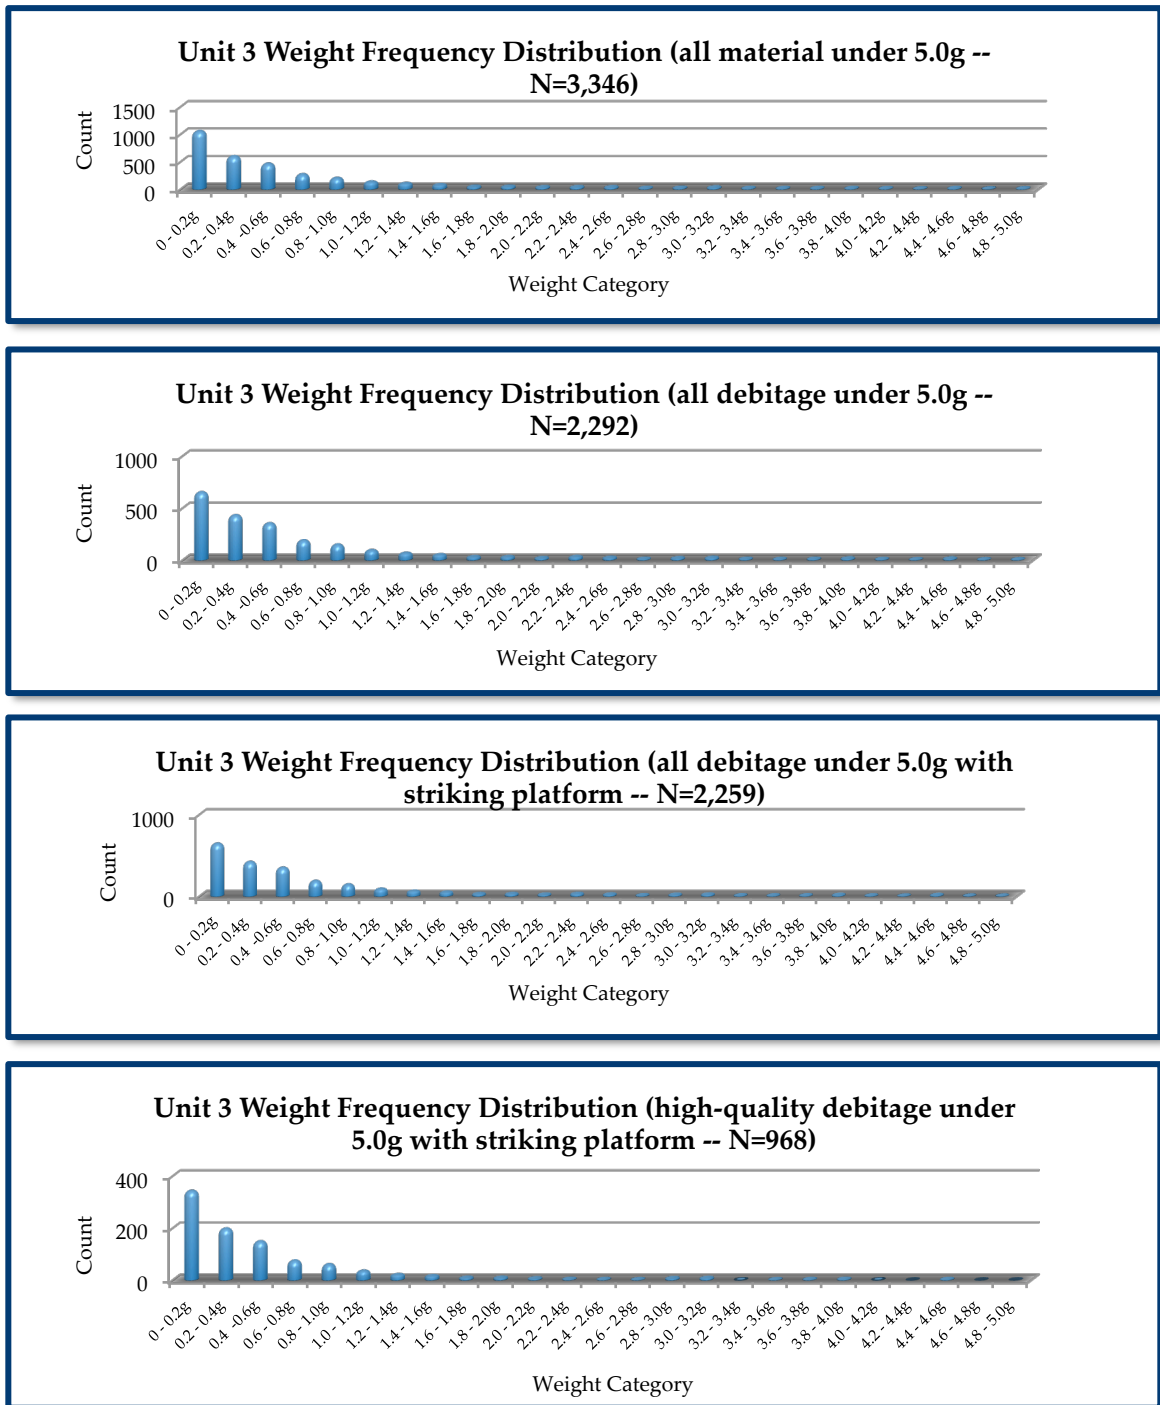 Unit 3 Weight Frequency Distribution (all material under 5.0g --
N=3,346)
Count
1500
1000
500
0
0 - 0.2g
0.2 - 0.4g
0.4 -0.6g
0.6 - 0.8g
0.8 - 1.0g
1.0 - 1.2g
1.2 - 1.4g
1.4 - 1.6g
1.6 - 1.8g
1.8 - 2.0g
2.0 - 2.2g
2.2 - 2.4g
2.4 - 2.6g
2.6 - 2.8g
2.8 - 3.0g
3.0 - 3.2g
3.2 - 3.4g
3.4 - 3.6g
3.6 - 3.8g
3.8 - 4.0g
4.0 - 4.2g
4.2 - 4.4g
4.4 - 4.6g
4.6 - 4.8g
4.8 - 5.0g
Weight Category
Unit 3 Weight Frequency Distribution (all debitage under 5.0g --
N=2,292)
Count
1000
500
0
0 - 0.2g
0.2 - 0.4g
0.4 -0.6g
0.6 - 0.8g
0.8 - 1.0g
1.0 - 1.2g
1.2 - 1.4g
1.4 - 1.6g
1.6 - 1.8g
1.8 - 2.0g
2.0 - 2.2g
2.2 - 2.4g
2.4 - 2.6g
2.6 - 2.8g
2.8 - 3.0g
3.0 - 3.2g
3.2 - 3.4g
3.4 - 3.6g
3.6 - 3.8g
3.8 - 4.0g
4.0 - 4.2g
4.2 - 4.4g
4.4 - 4.6g
4.6 - 4.8g
4.8 - 5.0g
Weight Category
Unit 3 Weight Frequency Distribution (all debitage under 5.0g with
striking platform -- N=2,259)
Count
1000
0
0 - 0.2g
0.2 - 0.4g
0.4 -0.6g
0.6 - 0.8g
0.8 - 1.0g
1.0 - 1.2g
1.2 - 1.4g
1.4 - 1.6g
1.6 - 1.8g
1.8 - 2.0g
2.0 - 2.2g
2.2 - 2.4g
2.4 - 2.6g
2.6 - 2.8g
2.8 - 3.0g
3.0 - 3.2g
3.2 - 3.4g
3.4 - 3.6g
3.6 - 3.8g
3.8 - 4.0g
4.0 - 4.2g
4.2 - 4.4g
4.4 - 4.6g
4.6 - 4.8g
4.8 - 5.0g
Weight Category
Unit 3 Weight Frequency Distribution (high-quality debitage under
5.0g with striking platform -- N=968)
Count
400
200
0
0 - 0.2g
0.2 - 0.4g
0.4 -0.6g
0.6 - 0.8g
0.8 - 1.0g
1.0 - 1.2g
1.2 - 1.4g
1.4 - 1.6g
1.6 - 1.8g
1.8 - 2.0g
2.0 - 2.2g
2.2 - 2.4g
2.4 - 2.6g
2.6 - 2.8g
2.8 - 3.0g
3.0 - 3.2g
3.2 - 3.4g
3.4 - 3.6g
3.6 - 3.8g
3.8 - 4.0g
4.0 - 4.2g
4.2 - 4.4g
4.4 - 4.6g
4.6 - 4.8g
4.8 - 5.0g
Weight Category